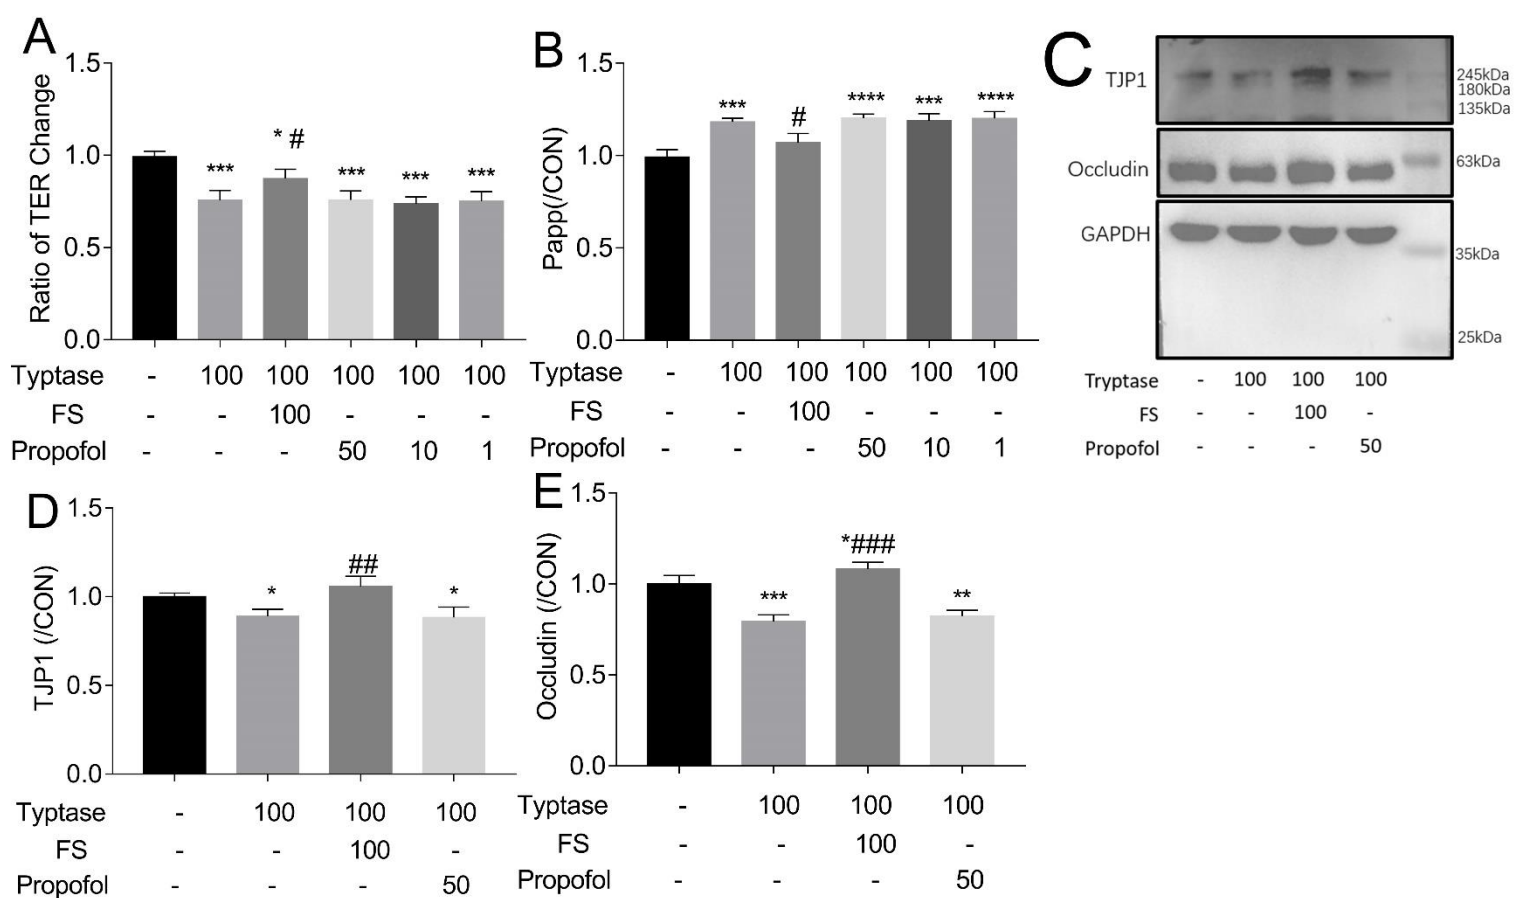 A
1.5
1.0
0.5
0.0
Ratio of TER Change
***
* #
***
***
***
Typtase - 100 100 100 100 100
FS - - 100 - - -
Propofol - - - 50 10 1
B
1.5
1.0
0.5
0.0
Papp(/CON)
***
#
****
***
****
Typtase - 100 100 100 100 100
FS - - 100 - - -
Propofol - - - 50 10 1
C
TJP1
245kDa
180kDa
135kDa
Occludin
63kDa
GAPDH
35kDa
25kDa
Tryptase - 100 100 100
FS - - 100 -
Propofol - - - 50
D
1.5
1.0
0.5
0.0
TJP1 (/CON)
*
##
*
Typtase - 100 100 100
FS - - 100 -
Propofol - - - 50
E
1.5
1.0
0.5
0.0
Occludin (/CON)
***
*###
**
Typtase - 100 100 100
FS - - 100 -
Propofol - - - 50